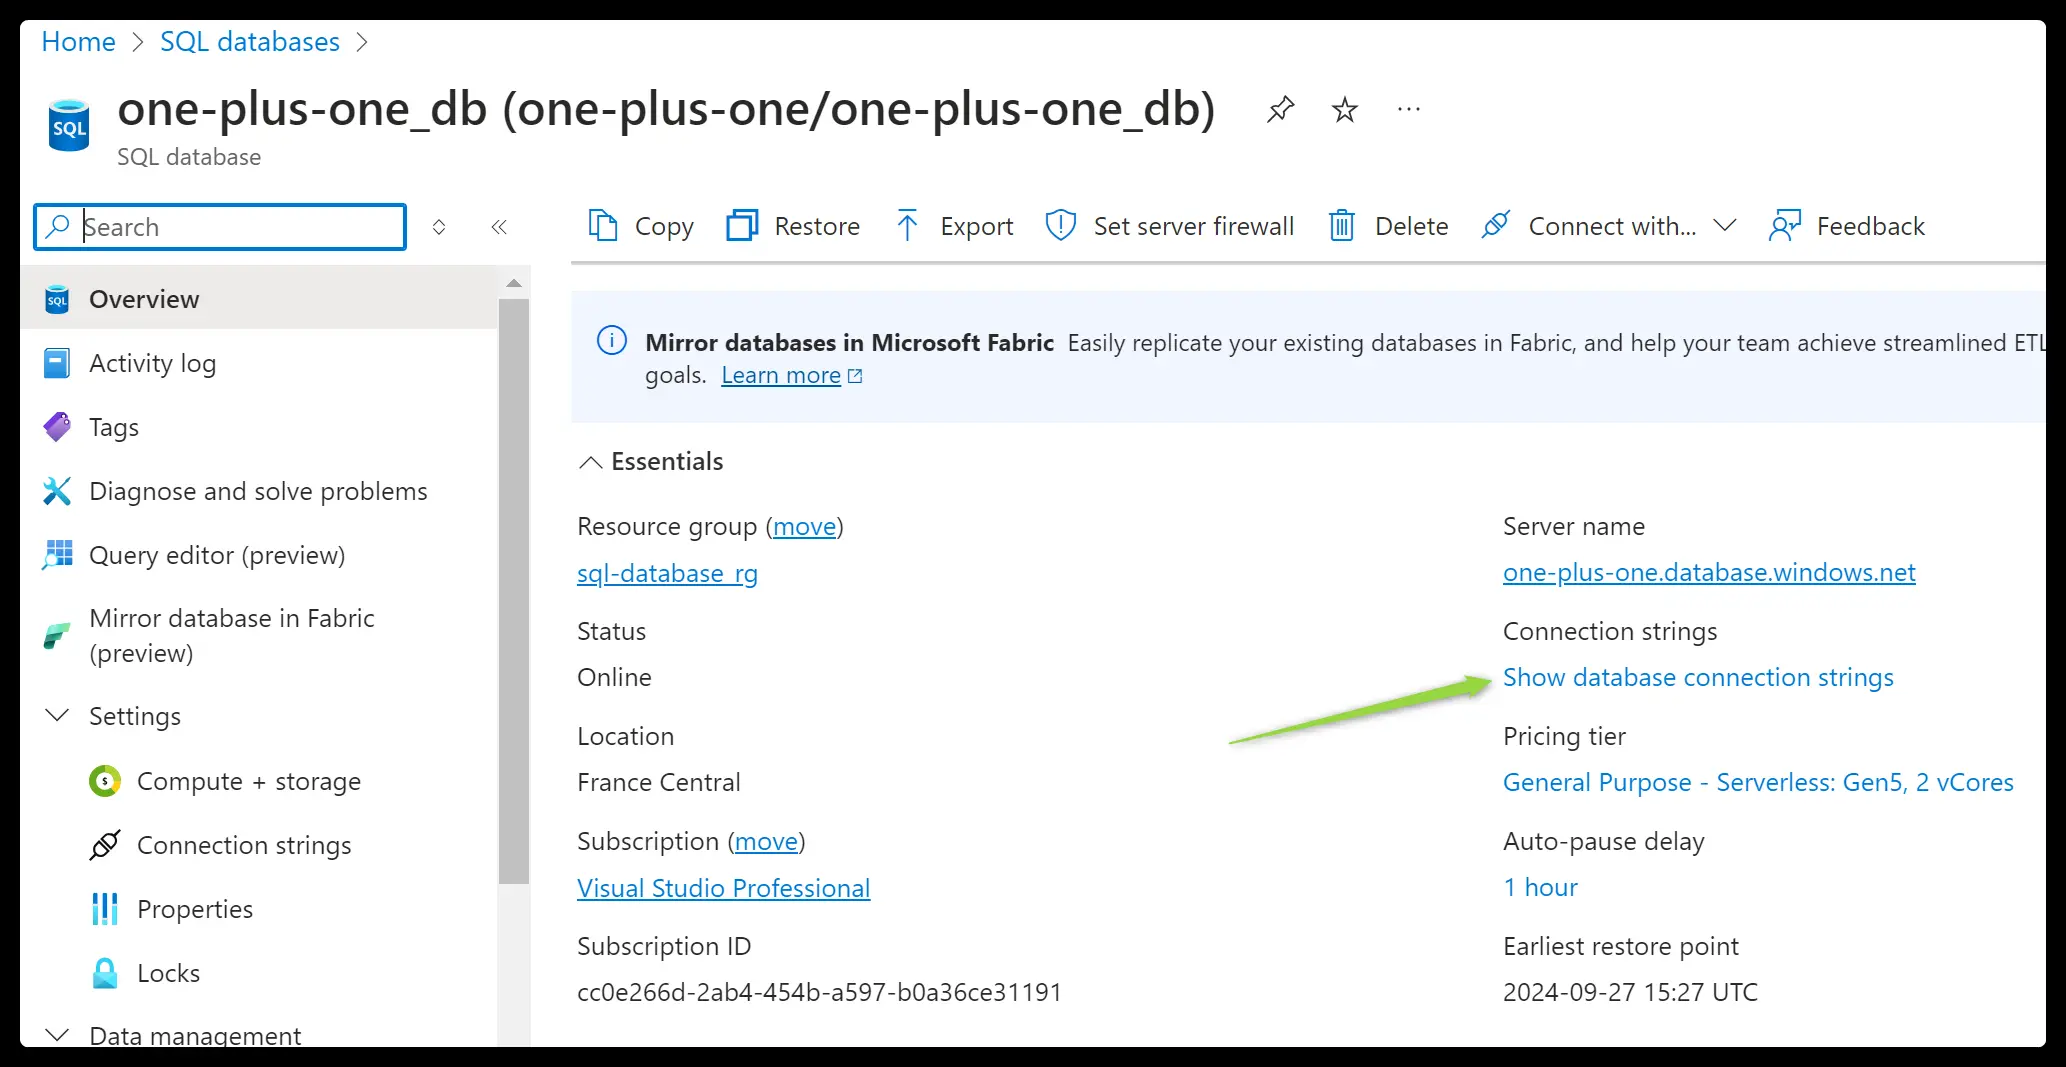 Home > SQL databases >
one-plus-one_db (one-plus-one/one-plus-one_db)
SQL
SQL database
Search
Copy
Restore
Export
Set server firewall
Delete
Connect with...
Feedback
SQL
Overview
Activity log
Tags
Diagnose and solve problems
Query editor (preview)
Mirror database in Fabric
(preview)
Settings
Compute + storage
Connection strings
Properties
Locks
Data management
Mirror databases in Microsoft Fabric Easily replicate your existing databases in Fabric, and help your team achieve streamlined ETL
goals. Learn more
Essentials
Resource group (move)
sql-database_rg
Status
Online
Location
France Central
Subscription (move)
Visual Studio Professional
Subscription ID
cc0e266d-2ab4-454b-a597-b0a36ce31191
Server name
one-plus-one.database.windows.net
Connection strings
Show database connection strings
Pricing tier
General Purpose - Serverless: Gen5, 2 vCores
Auto-pause delay
1 hour
Earliest restore point
2024-09-27 15:27 UTC